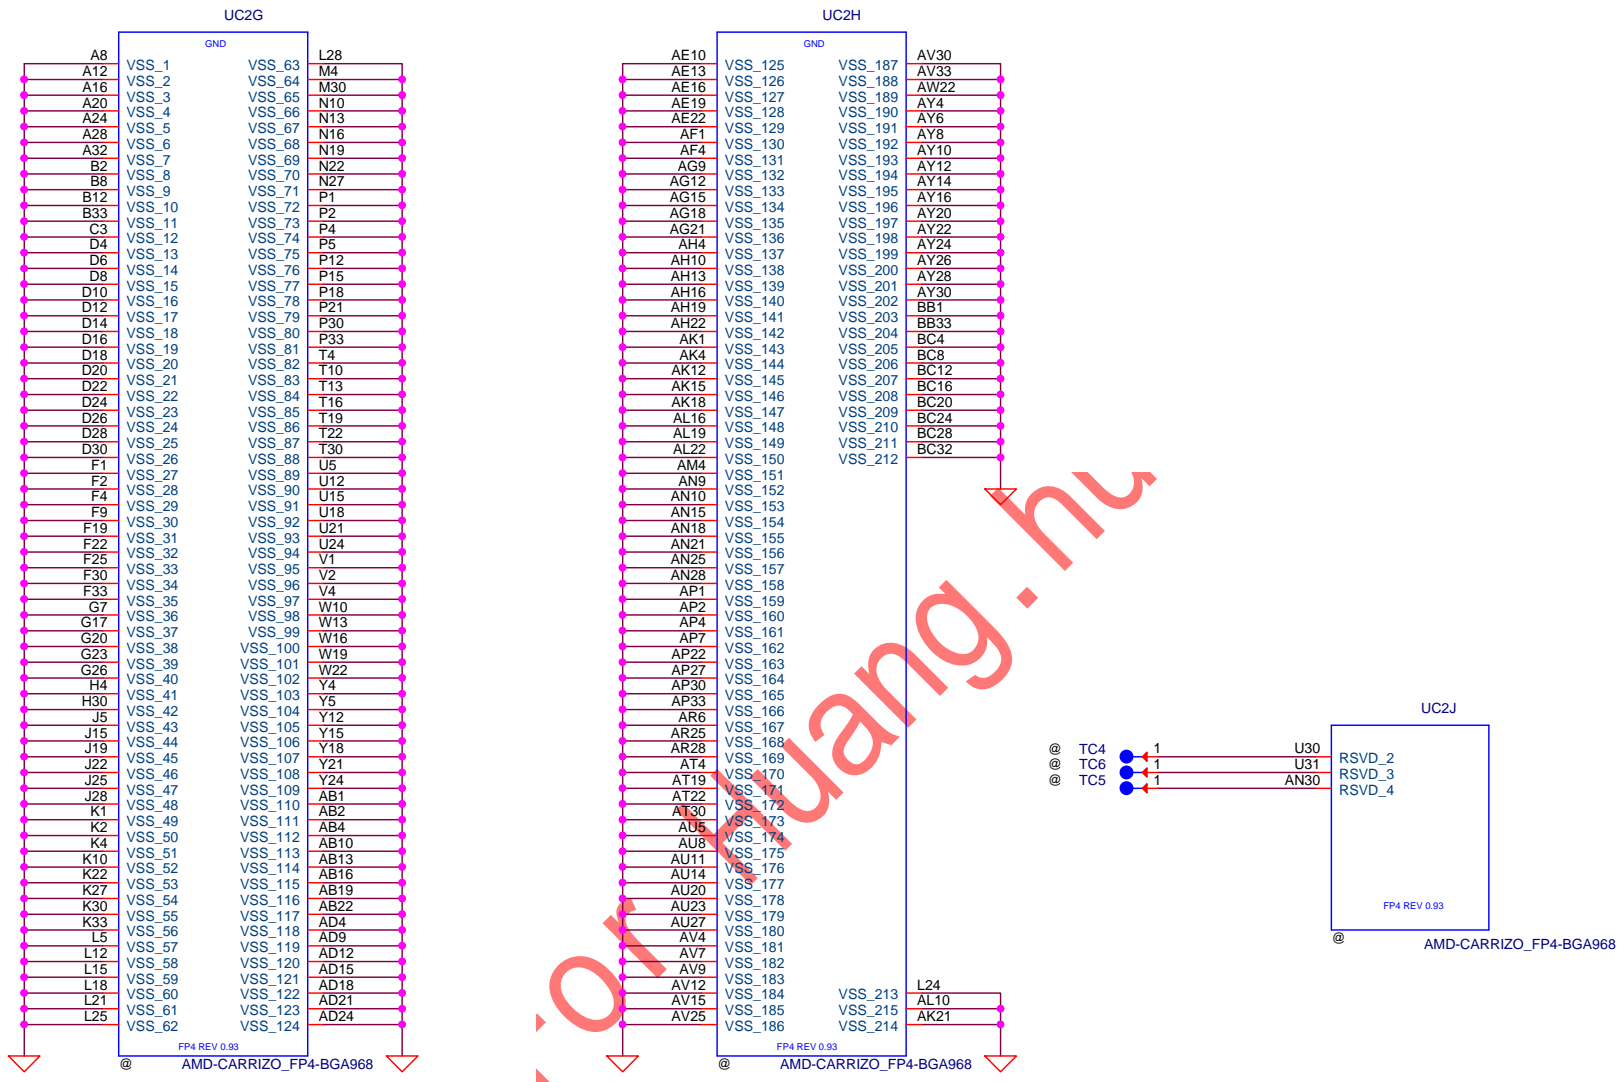 UC2G
GND
A8 VSS_1 VSS_63 L28
A12 VSS_2 VSS_64 M4
A16 VSS_3 VSS_65 M30
A20 VSS_4 VSS_66 N10
A24 VSS_5 VSS_67 N13
A28 VSS_6 VSS_68 N16
A32 VSS_7 VSS_69 N19
B2 VSS_8 VSS_70 N22
B8 VSS_9 VSS_71 N27
B12 VSS_10 VSS_72 P1
B33 VSS_11 VSS_73 P2
C3 VSS_12 VSS_74 P4
D4 VSS_13 VSS_75 P5
D6 VSS_14 VSS_76 P12
D8 VSS_15 VSS_77 P15
D10 VSS_16 VSS_78 P18
D12 VSS_17 VSS_79 P21
D14 VSS_18 VSS_80 P30
D16 VSS_19 VSS_81 P33
D18 VSS_20 VSS_82 T4
D20 VSS_21 VSS_83 T10
D22 VSS_22 VSS_84 T13
D24 VSS_23 VSS_85 T16
D26 VSS_24 VSS_86 T19
D28 VSS_25 VSS_87 T22
D30 VSS_26 VSS_88 T30
F1 VSS_27 VSS_89 U5
F2 VSS_28 VSS_90 U12
F4 VSS_29 VSS_91 U15
F9 VSS_30 VSS_92 U18
F19 VSS_31 VSS_93 U21
F22 VSS_32 VSS_94 U24
F25 VSS_33 VSS_95 V1
F30 VSS_34 VSS_96 V2
F33 VSS_35 VSS_97 V4
G7 VSS_36 VSS_98 W10
G17 VSS_37 VSS_99 W13
G20 VSS_38 VSS_100 W16
G23 VSS_39 VSS_101 W19
G26 VSS_40 VSS_102 W22
H4 VSS_41 VSS_103 Y4
H30 VSS_42 VSS_104 Y5
J5 VSS_43 VSS_105 Y12
J15 VSS_44 VSS_106 Y15
J19 VSS_45 VSS_107 Y18
J22 VSS_46 VSS_108 Y21
J25 VSS_47 VSS_109 Y24
J28 VSS_48 VSS_110 AB1
K1 VSS_49 VSS_111 AB2
K2 VSS_50 VSS_112 AB4
K4 VSS_51 VSS_113 AB10
K10 VSS_52 VSS_114 AB13
K22 VSS_53 VSS_115 AB16
K27 VSS_54 VSS_116 AB19
K30 VSS_55 VSS_117 AB22
K33 VSS_56 VSS_118 AD4
L5 VSS_57 VSS_119 AD9
L12 VSS_58 VSS_120 AD12
L15 VSS_59 VSS_121 AD15
L18 VSS_60 VSS_122 AD18
L21 VSS_61 VSS_123 AD21
L25 VSS_62 VSS_124 AD24
FP4 REV 0.93
@ AMD-CARRIZO_FP4-BGA968
UC2H
GND
AE10 VSS_125 VSS_187 AV30
AE13 VSS_126 VSS_188 AV33
AE16 VSS_127 VSS_189 AW22
AE19 VSS_128 VSS_190 AY4
AE22 VSS_129 VSS_191 AY6
AF1 VSS_130 VSS_192 AY8
AF4 VSS_131 VSS_193 AY10
AG9 VSS_132 VSS_194 AY12
AG12 VSS_133 VSS_195 AY14
AG15 VSS_134 VSS_196 AY16
AG18 VSS_135 VSS_197 AY20
AG21 VSS_136 VSS_198 AY22
AH4 VSS_137 VSS_199 AY24
AH10 VSS_138 VSS_200 AY26
AH13 VSS_139 VSS_201 AY28
AH16 VSS_140 VSS_202 AY30
AH19 VSS_141 VSS_203 BB1
AH22 VSS_142 VSS_204 BB33
AK1 VSS_143 VSS_205 BC4
AK4 VSS_144 VSS_206 BC8
AK12 VSS_145 VSS_207 BC12
AK15 VSS_146 VSS_208 BC16
AK18 VSS_147 VSS_209 BC20
AL16 VSS_148 VSS_210 BC24
AL19 VSS_149 VSS_211 BC28
AL22 VSS_150 VSS_212 BC32
AM4 VSS_151
AN9 VSS_152
AN10 VSS_153
AN15 VSS_154
AN18 VSS_155
AN21 VSS_156
AN25 VSS_157
AN28 VSS_158
AP1 VSS_159
AP2 VSS_160
AP4 VSS_161
AP7 VSS_162
AP22 VSS_163
AP27 VSS_164
AP30 VSS_165
AP33 VSS_166
AR6 VSS_167
AR25 VSS_168
AR28 VSS_169
AT4 VSS_170
AT19 VSS_171
AT22 VSS_172
AT30 VSS_173
AU5 VSS_174
AU8 VSS_175
AU11 VSS_176
AU14 VSS_177
AU20 VSS_178
AU23 VSS_179
AU27 VSS_180
AV4 VSS_181
AV7 VSS_182
AV9 VSS_183
AV12 VSS_184 VSS_213 L24
AV15 VSS_185 VSS_215 AL10
AV25 VSS_186 VSS_214 AK21
FP4 REV 0.93
@ AMD-CARRIZO_FP4-BGA968
or Huang.hu
UC2J
@ TC4 1 U30 RSVD_2
@ TC6 1 U31 RSVD_3
@ TC5 1 AN30 RSVD_4
FP4 REV 0.93
@ AMD-CARRIZO_FP4-BGA968